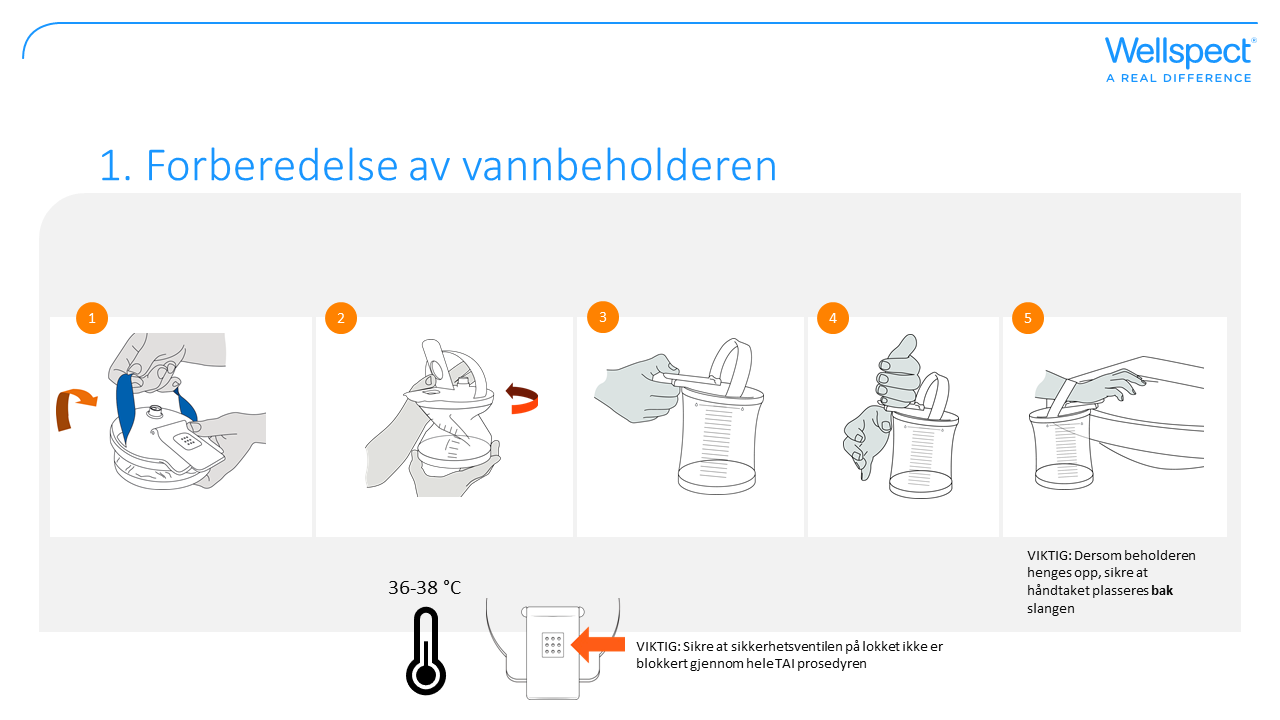 Wellspect®
A REAL DIFFERENCE
1. Forberedelse av vannbeholderen
1
2
3
4
5
VIKTIG: Dersom beholderen
henges opp, sikre at
håndtaket plasseres bak
slangen
36-38 °C
VIKTIG: Sikre at sikkerhetsventilen på lokket ikke er
blokkert gjennom hele TAI prosedyren